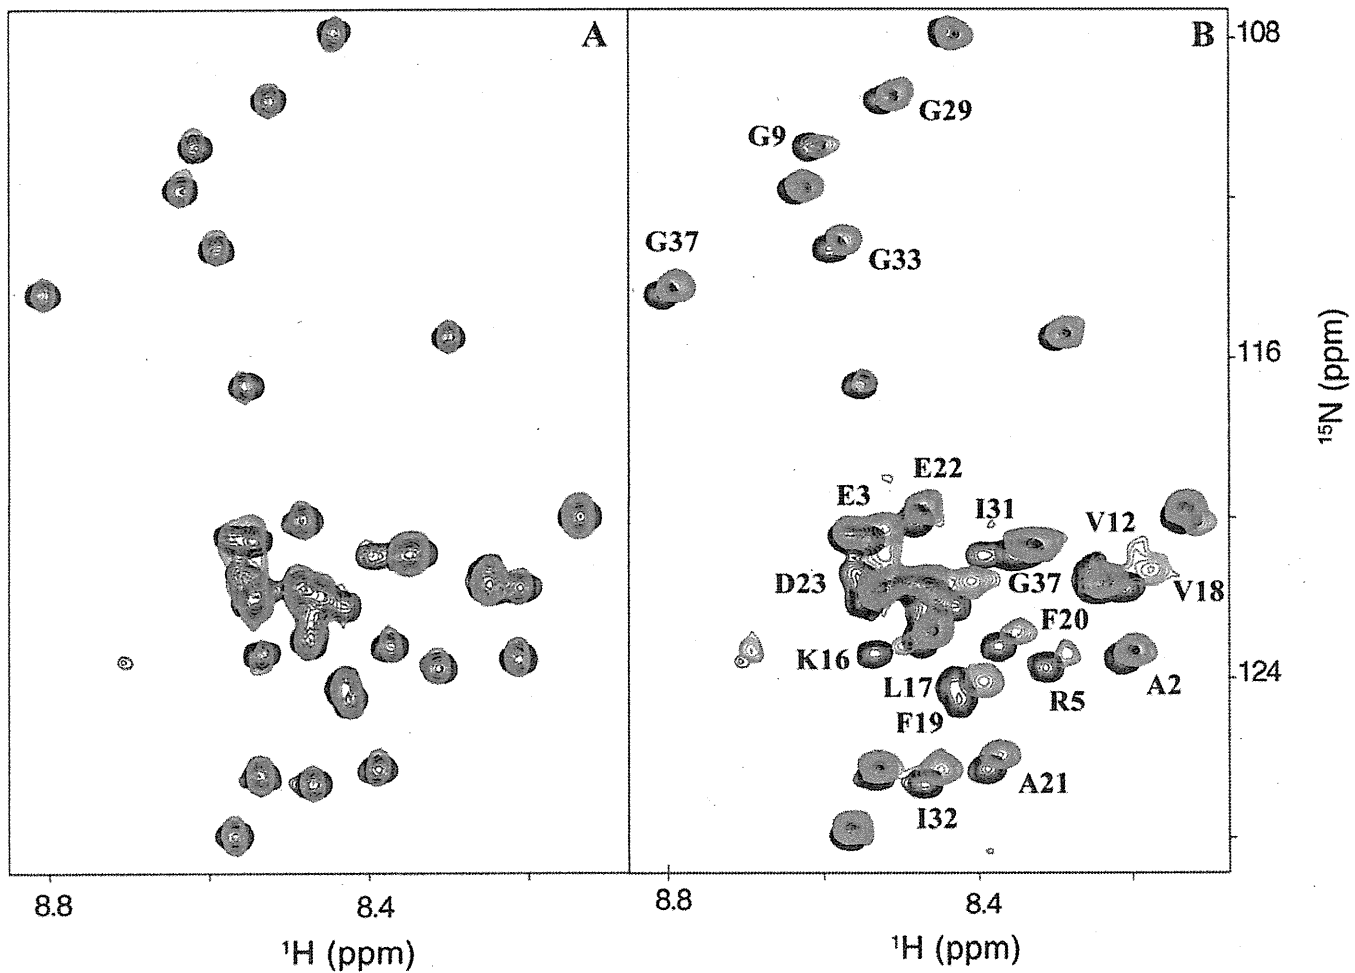 A
B
108
G29
G9
G37
G33
116
¹⁵N (ppm)
E22
E3
I31
V12
D23
G37
V18
F20
K16
L17
R5
A2
124
F19
A21
I32
8.8
8.4
8.8
8.4
¹H (ppm)
¹H (ppm)